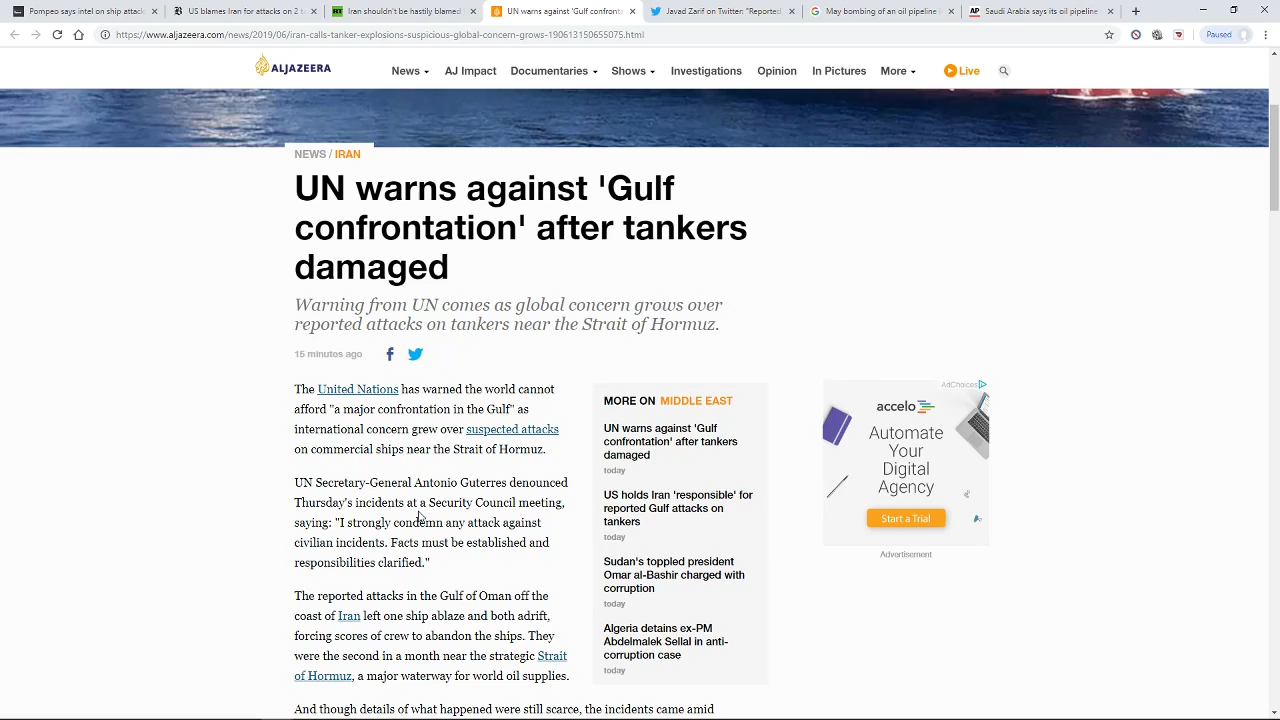 Pompeo says intel assessment sh
US blames Iran for attacks on 2 t
RT
Iran shouldn't be hastily blamed
UN warns against 'Gulf confront
Javad Zarif on Twitter: "Reported
May bombing of an oil pipeline i
AP
Saudi Arabia says its oil pipeline
https://www.aljazeera.com/news/2019/06/iran-calls-tanker-explosions-suspicious-global-concern-grows-190613150655075.html
Paused
ALJAZEERA
News
AJ Impact
Documentaries
Shows
Investigations
Opinion
In Pictures
More
Live
NEWS / IRAN
UN warns against 'Gulf
confrontation' after tankers
damaged
Warning from UN comes as global concern grows over
reported attacks on tankers near the Strait of Hormuz.
15 minutes ago
The United Nations has warned the world cannot
afford "a major confrontation in the Gulf" as
international concern grew over suspected attacks
on commercial ships near the Strait of Hormuz.
UN Secretary-General Antonio Guterres denounced
Thursday's incidents at a Security Council meeting,
saying: "I strongly condemn any attack against
civilian incidents. Facts must be established and
responsibilities clarified."
The reported attacks in the Gulf of Oman off the
coast of Iran left one ship ablaze and both adrift,
forcing scores of crew to abandon the ships. They
were the second in a month near the strategic Strait
of Hormuz, a major waterway for world oil supplies.
And though details of what happened were still scarce, the incidents came amid
MORE ON MIDDLE EAST
UN warns against 'Gulf
confrontation' after tankers
damaged
today
US holds Iran 'responsible' for
reported Gulf attacks on
tankers
today
Sudan's toppled president
Omar al-Bashir charged with
corruption
today
Algeria detains ex-PM
Abdelmalek Sellal in anti-
corruption case
today
AdChoices
accelo
Automate
Your
Digital
Agency
Start a Trial
Advertisement